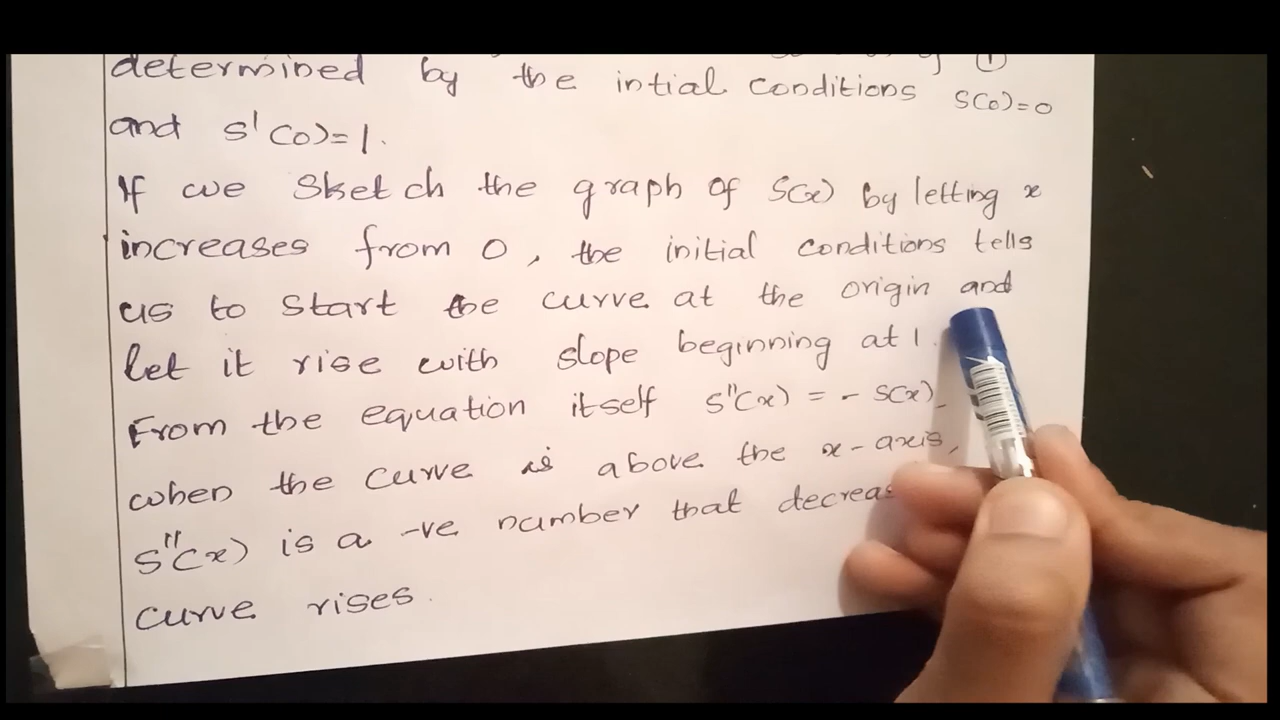 determined by the intial conditions S(0)=0
and S'(0)=1.
If we Sketch the graph of S(x) by letting x
increases from 0, the initial conditions tells
us to start the curve at the origin and
let it rise with slope beginning at 1.
From the equation itself S''(x) = - S(x)
when the curve is above the x-axis,
S''(x) is a -ve number that
curve rises.